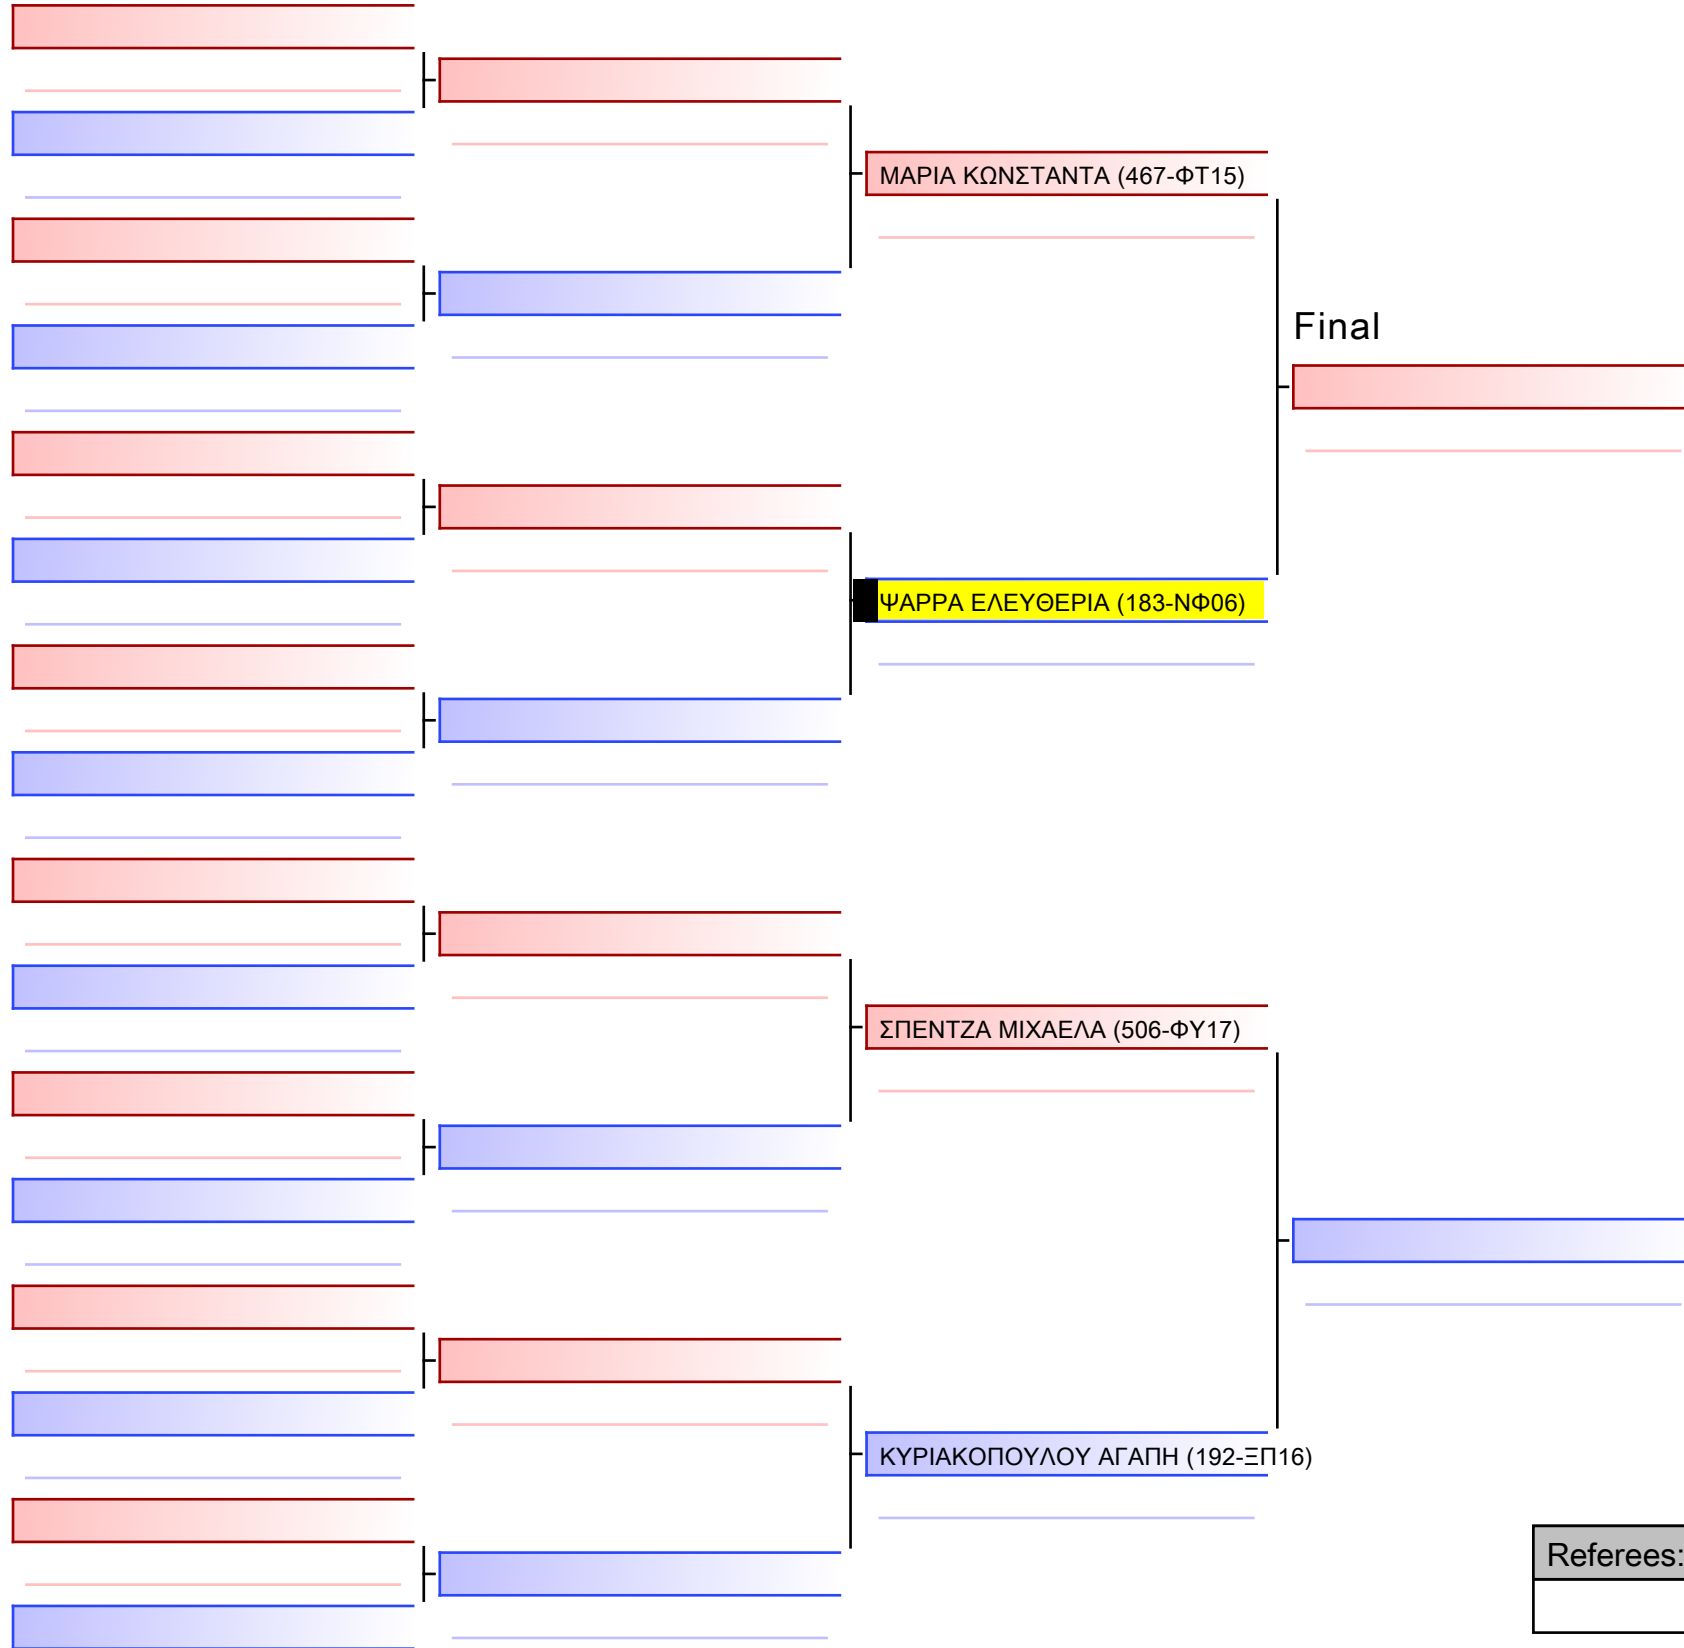 ΜΑΡΙΑ ΚΩΝΣΤΑΝΤΑ (467-ΦΤ15)
Final
ΨΑΡΡΑ ΕΛΕΥΘΕΡΙΑ (183-ΝΦ06)
ΣΠΕΝΤΖΑ ΜΙΧΑΕΛΑ (506-ΦΥ17)
ΚΥΡΙΑΚΟΠΟΥΛΟΥ ΑΓΑΠΗ (192-ΞΠ16)
Referees: